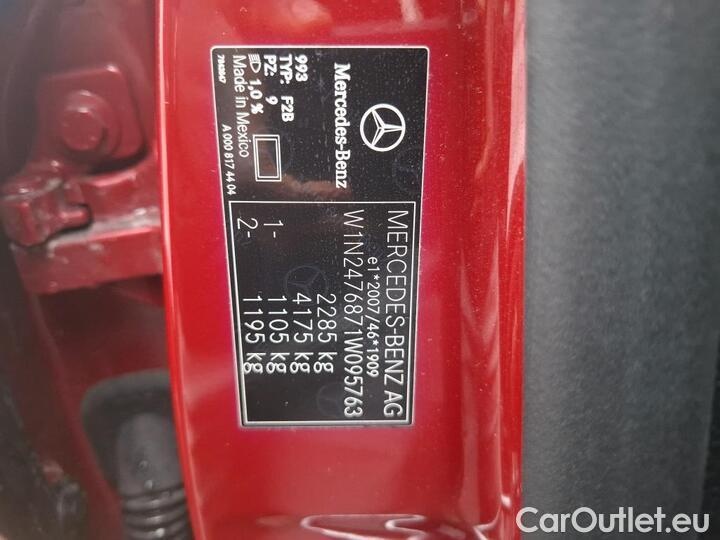 Mercedes-Benz
993
TYP: F2B
PZ: 9
1,0 %
Made in Mexico
7143847
A 000 817 44 04
MERCEDES-BENZ AG
e1*2007/46*1909
W1N2476871W095763
2285 kg
4175 kg
1- 1105 kg
2- 1195 kg
CarOutlet.eu